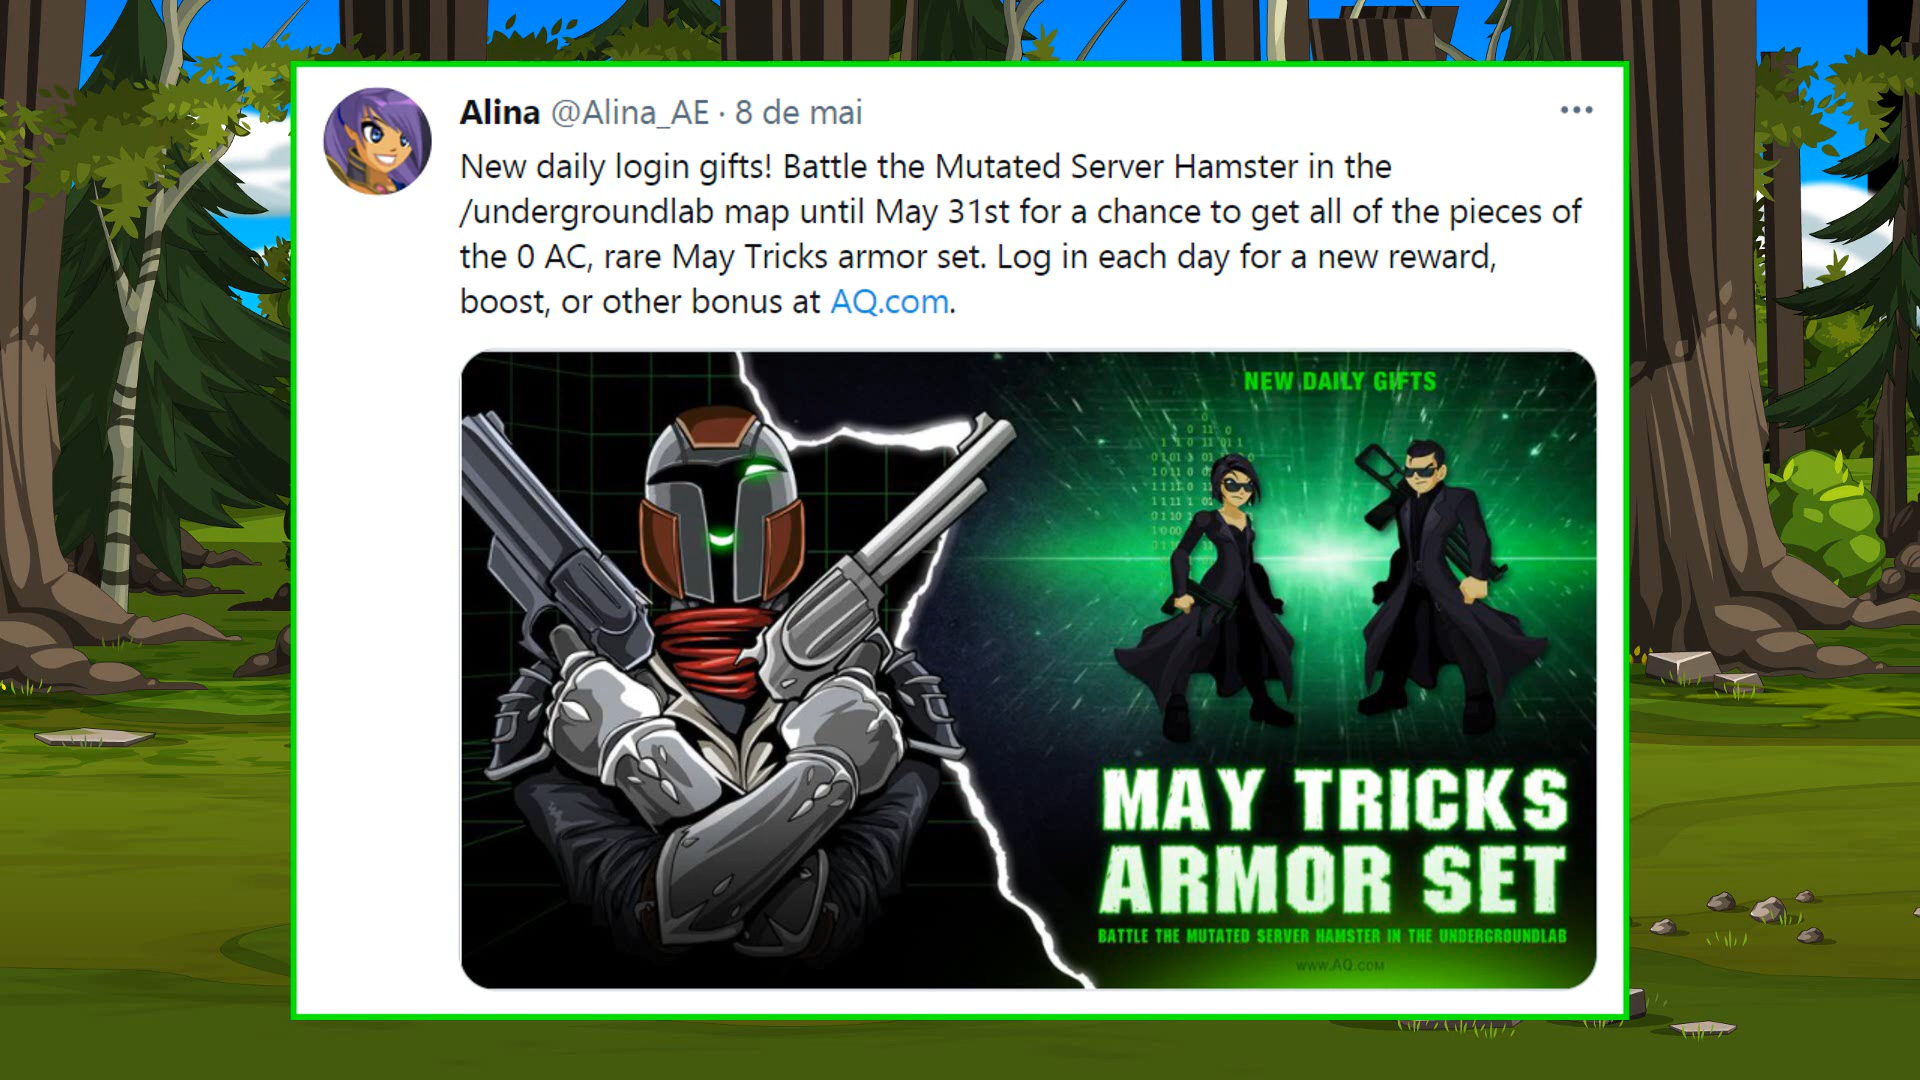 Alina @Alina_AE · 8 de mai
New daily login gifts! Battle the Mutated Server Hamster in the
/undergroundlab map until May 31st for a chance to get all of the pieces of
the 0 AC, rare May Tricks armor set. Log in each day for a new reward,
boost, or other bonus at AQ.com.
NEW DAILY GIFTS
MAY TRICKS
ARMOR SET
BATTLE THE MUTATED SERVER HAMSTER IN THE UNDERGROUNDLAB
WWW.AQ.COM